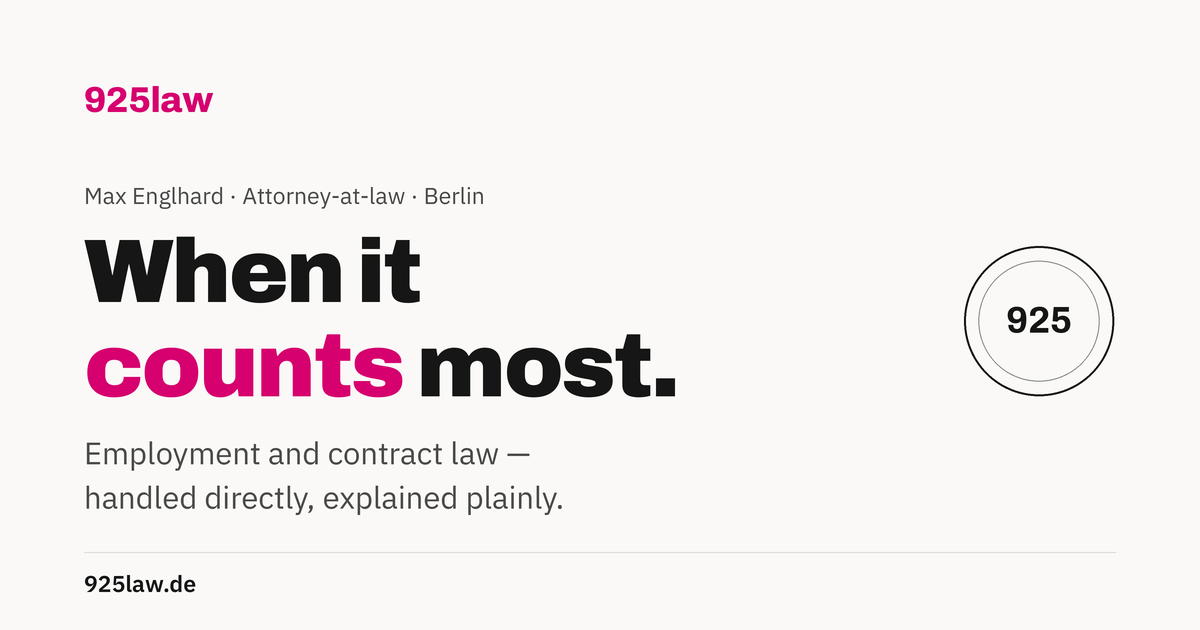 925law
Max Englhard · Attorney-at-law · Berlin
When it
counts most.
925
Employment and contract law —
handled directly, explained plainly.
925law.de